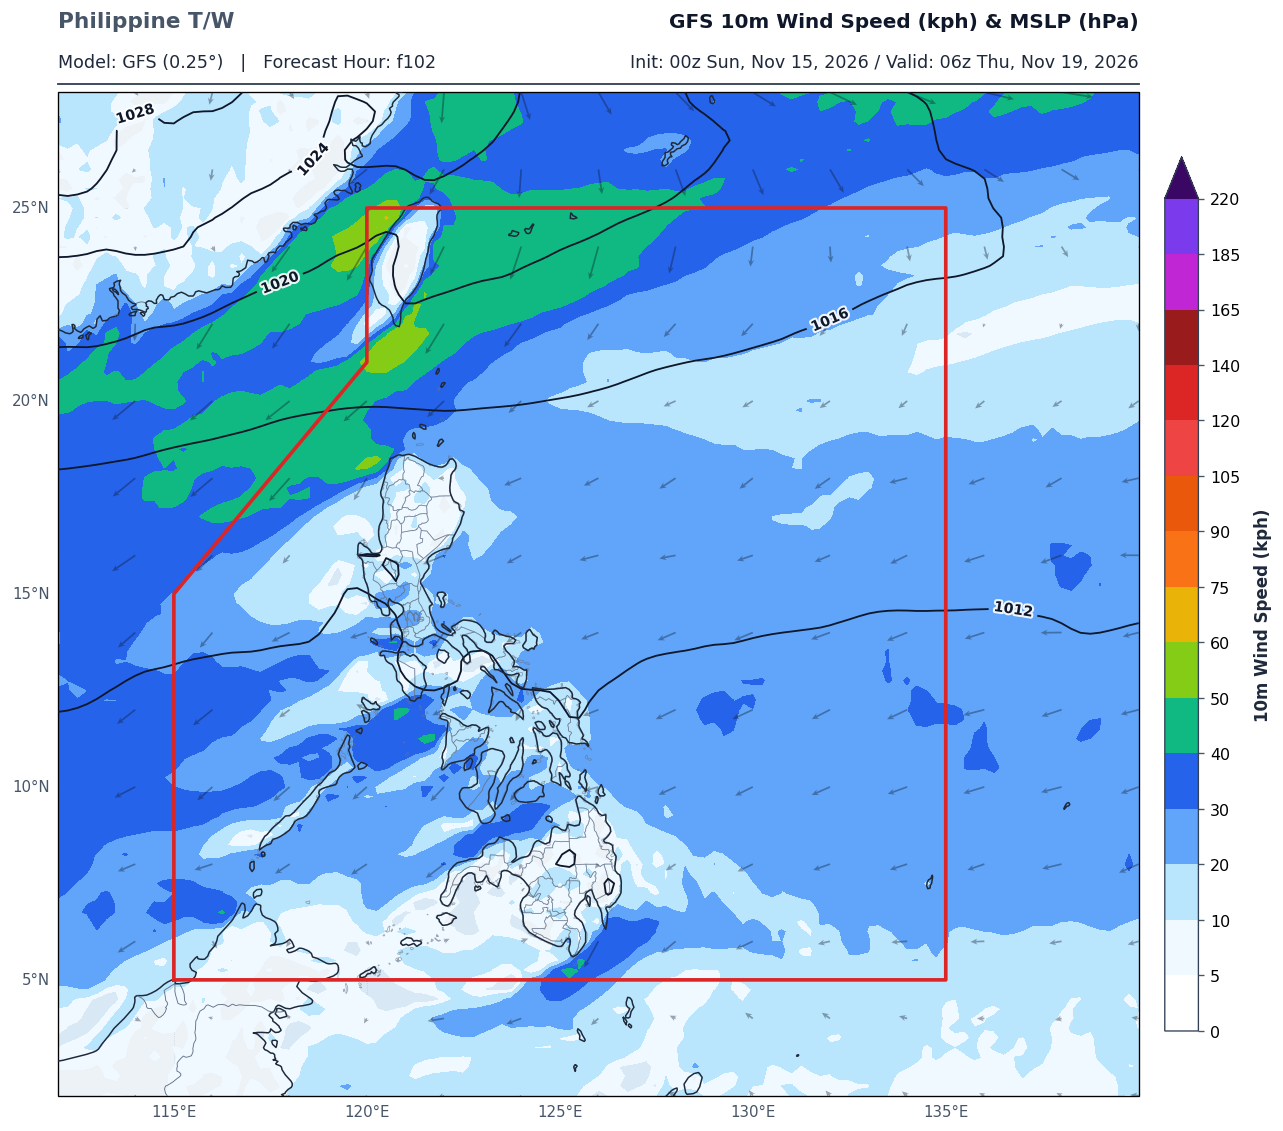 Philippine T/W
GFS 10m Wind Speed (kph) & MSLP (hPa)
Model: GFS (0.25°) | Forecast Hour: f102
Init: 00z Sun, Nov 15, 2026 / Valid: 06z Thu, Nov 19, 2026
1028
1024
1020
1016
1012
25°N
20°N
15°N
10°N
5°N
115°E
120°E
125°E
130°E
135°E
220
185
165
140
120
105
90
75
60
50
40
30
20
10
5
0
10m Wind Speed (kph)